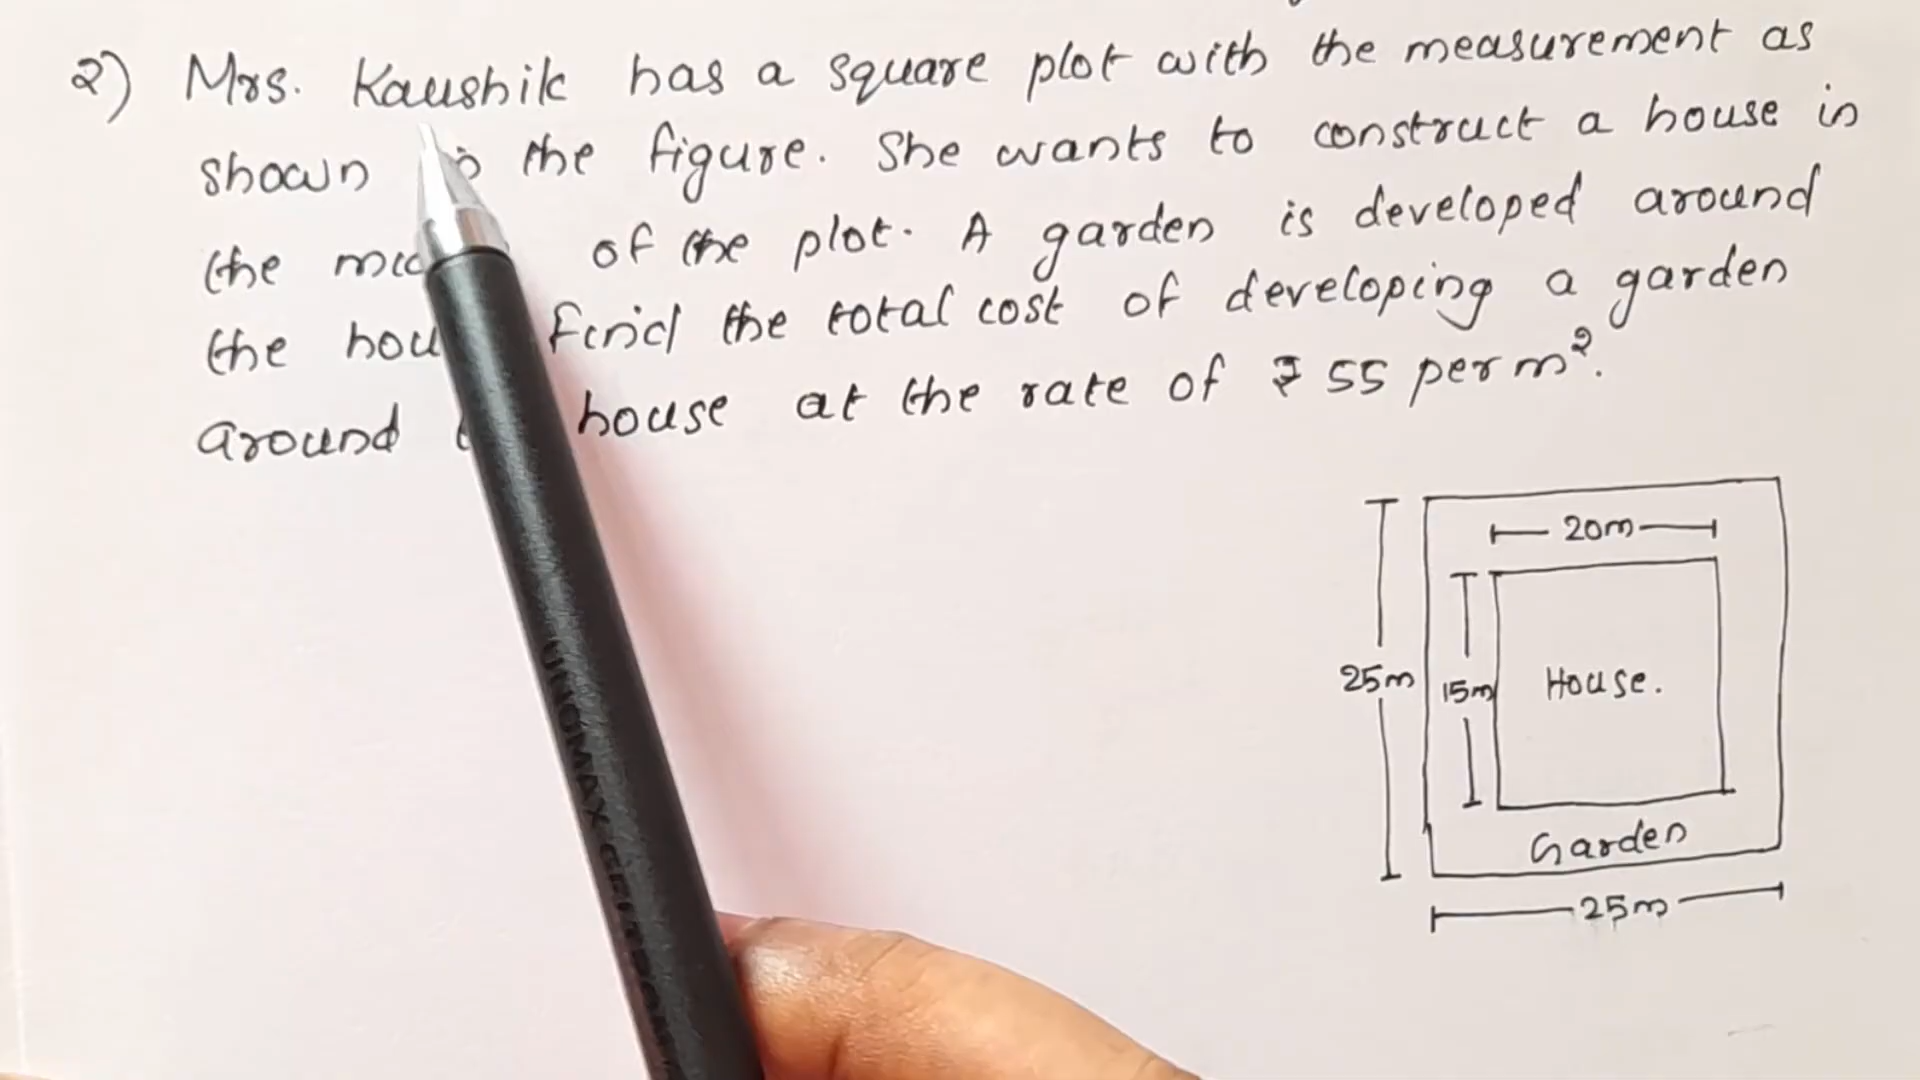 2) Mrs. Kaushik has a square plot with the measurement as
shown the figure. She wants to construct a house in
the of the plot. A garden is developed around
the Find the total cost of developing a garden
around house at the rate of ₹ 55 per m².
20m
25m 15m House.
Garden
25m
UNOMAX